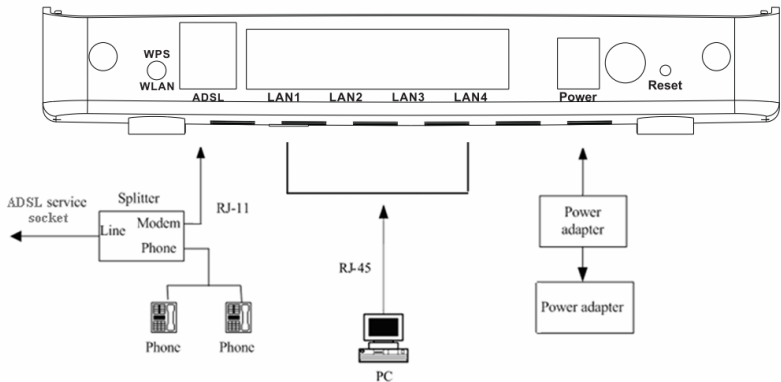 WPS
WLAN
ADSL
LAN1
LAN2
LAN3
LAN4
Power
Reset
ADSL service
socket
Splitter
Line
Modem
Phone
RJ-11
Phone
Phone
RJ-45
PC
Power
adapter
Power adapter